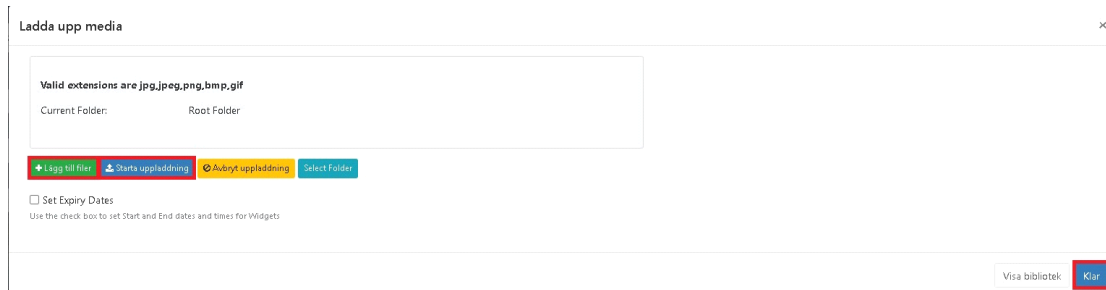 Ladda upp media
×
Valid extensions are jpg,jpeg,png,bmp,gif
Current Folder: Root Folder
Lägg till filer Starta uppladdning Avbryt uppladdning Select Folder
Set Expiry Dates
Use the check box to set Start and End dates and times for Widgets
Visa bibliotek Klar